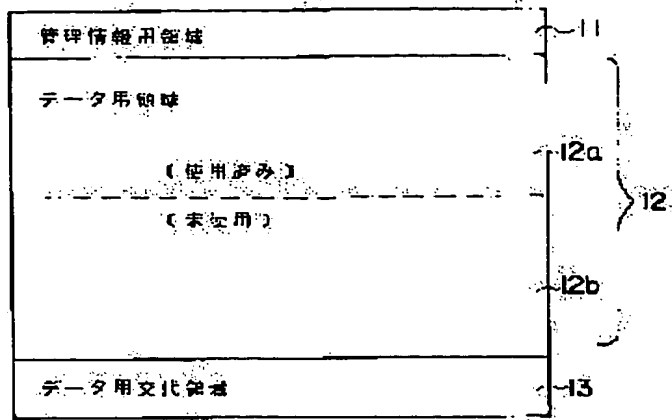 管理情報用領域 11
データ用領域
(使用済み) 12a
12
(未使用)
12b
データ用交代領域 13